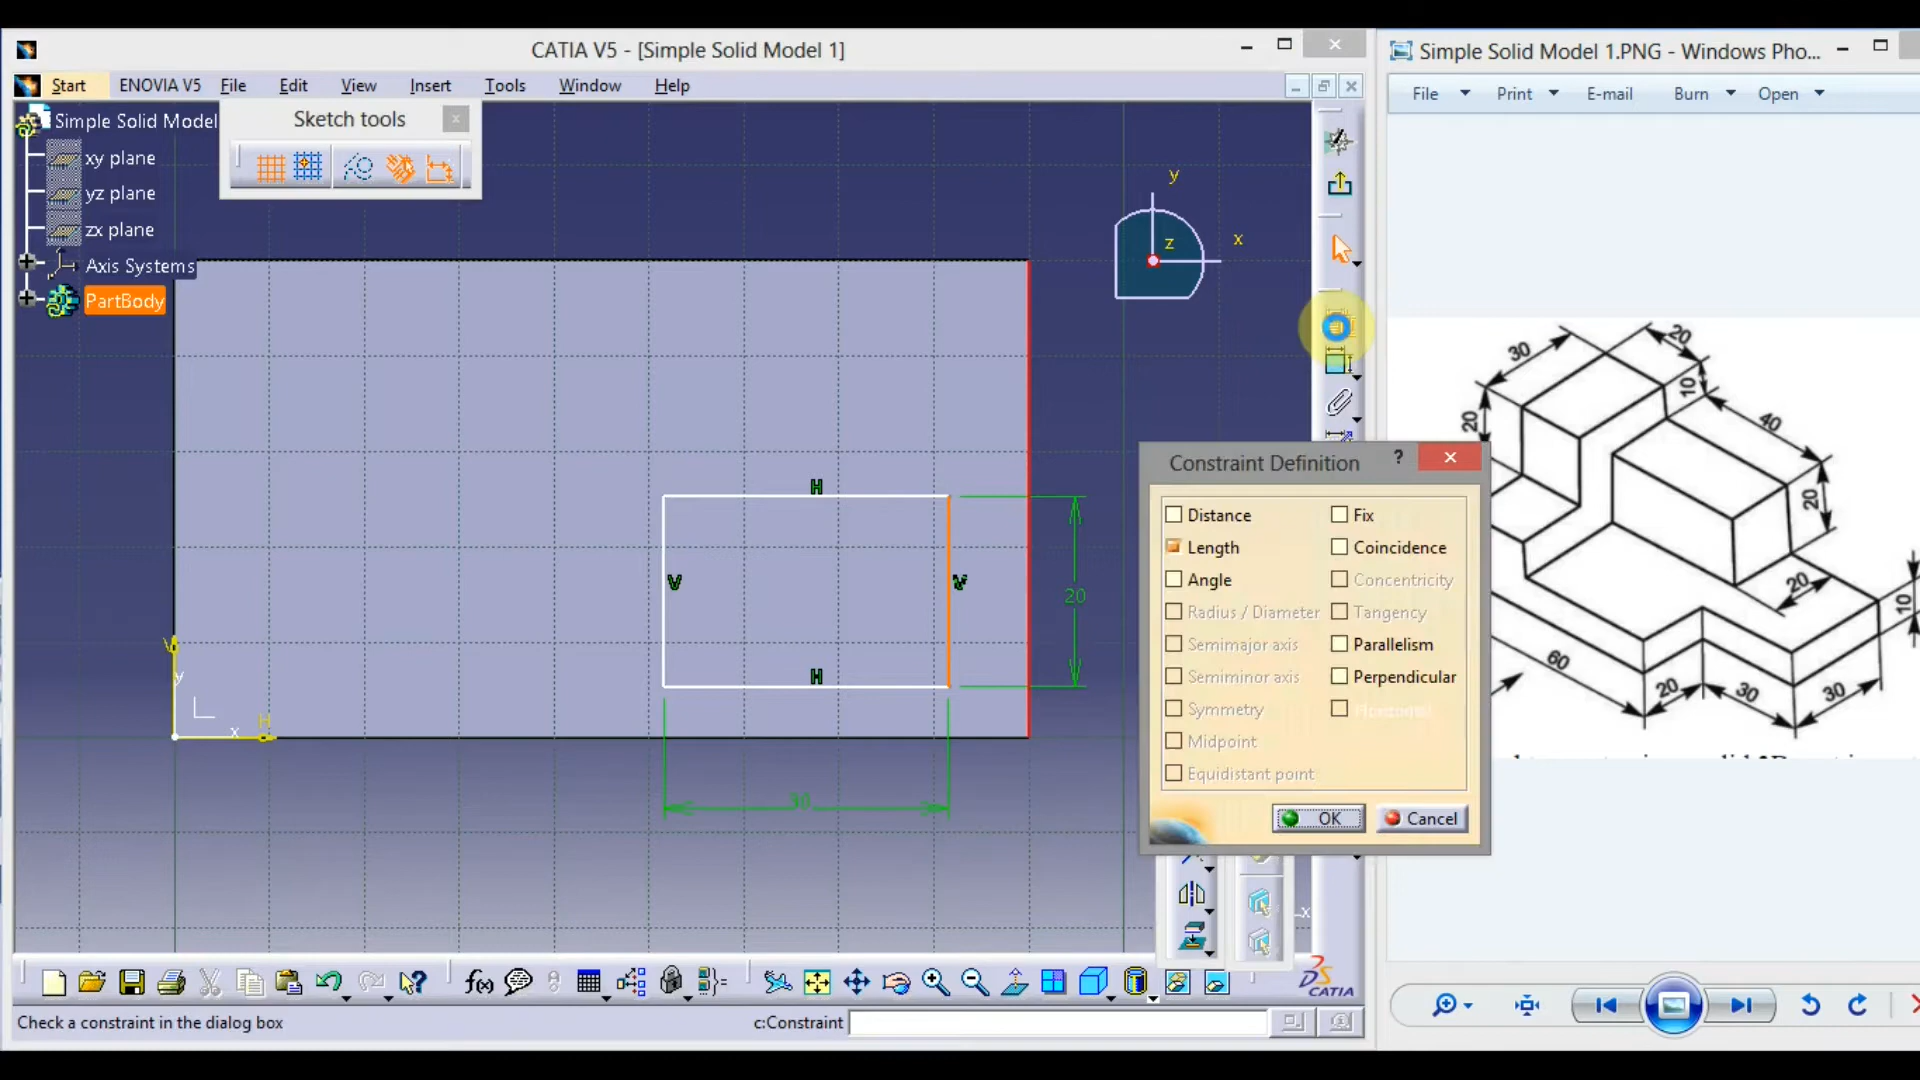 CATIA V5 - [Simple Solid Model 1]
Start
ENOVIA V5
File
Edit
View
Insert
Tools
Window
Help
Simple Solid Model
xy plane
yz plane
zx plane
Axis Systems
PartBody
Sketch tools
y
x
z
H
V
V
H
20
30
V
y
H
x
Constraint Definition
?
Distance
Fix
Length
Coincidence
Angle
Concentricity
Radius / Diameter
Tangency
Semimajor axis
Parallelism
Semiminor axis
Perpendicular
Symmetry
Midpoint
Equidistant point
OK
Cancel
x
f(x)
CATIA
Check a constraint in the dialog box
c:Constraint
Simple Solid Model 1.PNG - Windows Pho...
File
Print
E-mail
Burn
Open
30
20
10
20
40
20
20
10
60
20
30
30